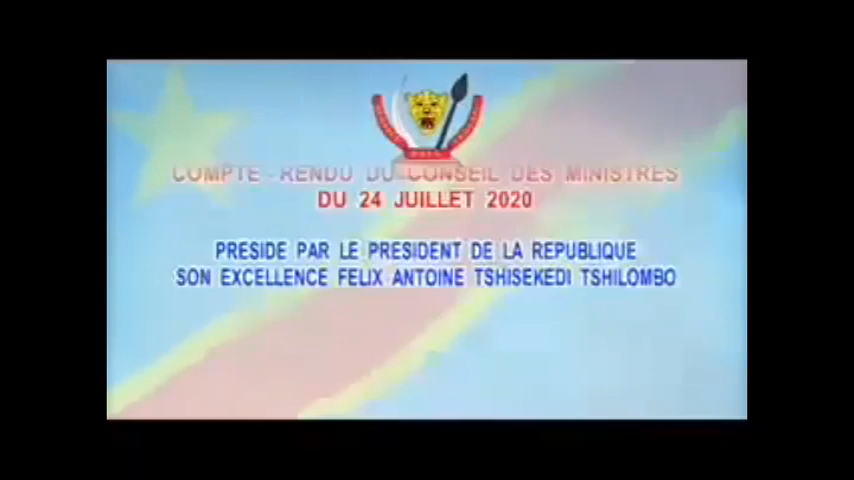 COMPTE - RENDU DU CONSEIL DES MINISTRES
DU 24 JUILLET 2020
PRESIDE PAR LE PRESIDENT DE LA REPUBLIQUE
SON EXCELLENCE FELIX ANTOINE TSHISEKEDI TSHILOMBO